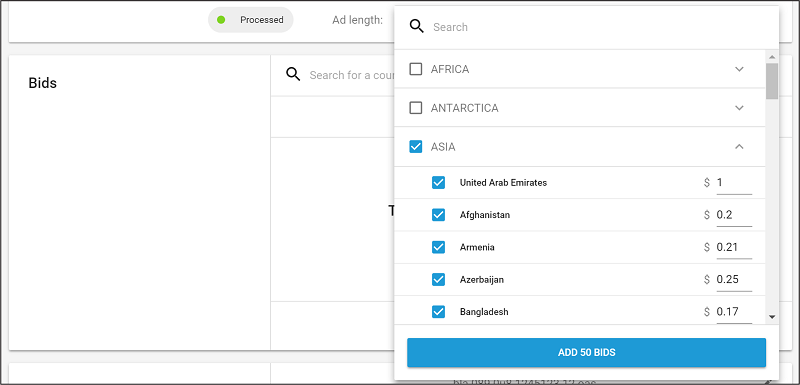 Processed
Ad length:
Search
Bids
Search for a cou
AFRICA
ANTARCTICA
ASIA
United Arab Emirates $ 1
Afghanistan $ 0.2
Armenia $ 0.21
Azerbaijan $ 0.25
Bangladesh $ 0.17
ADD 50 BIDS